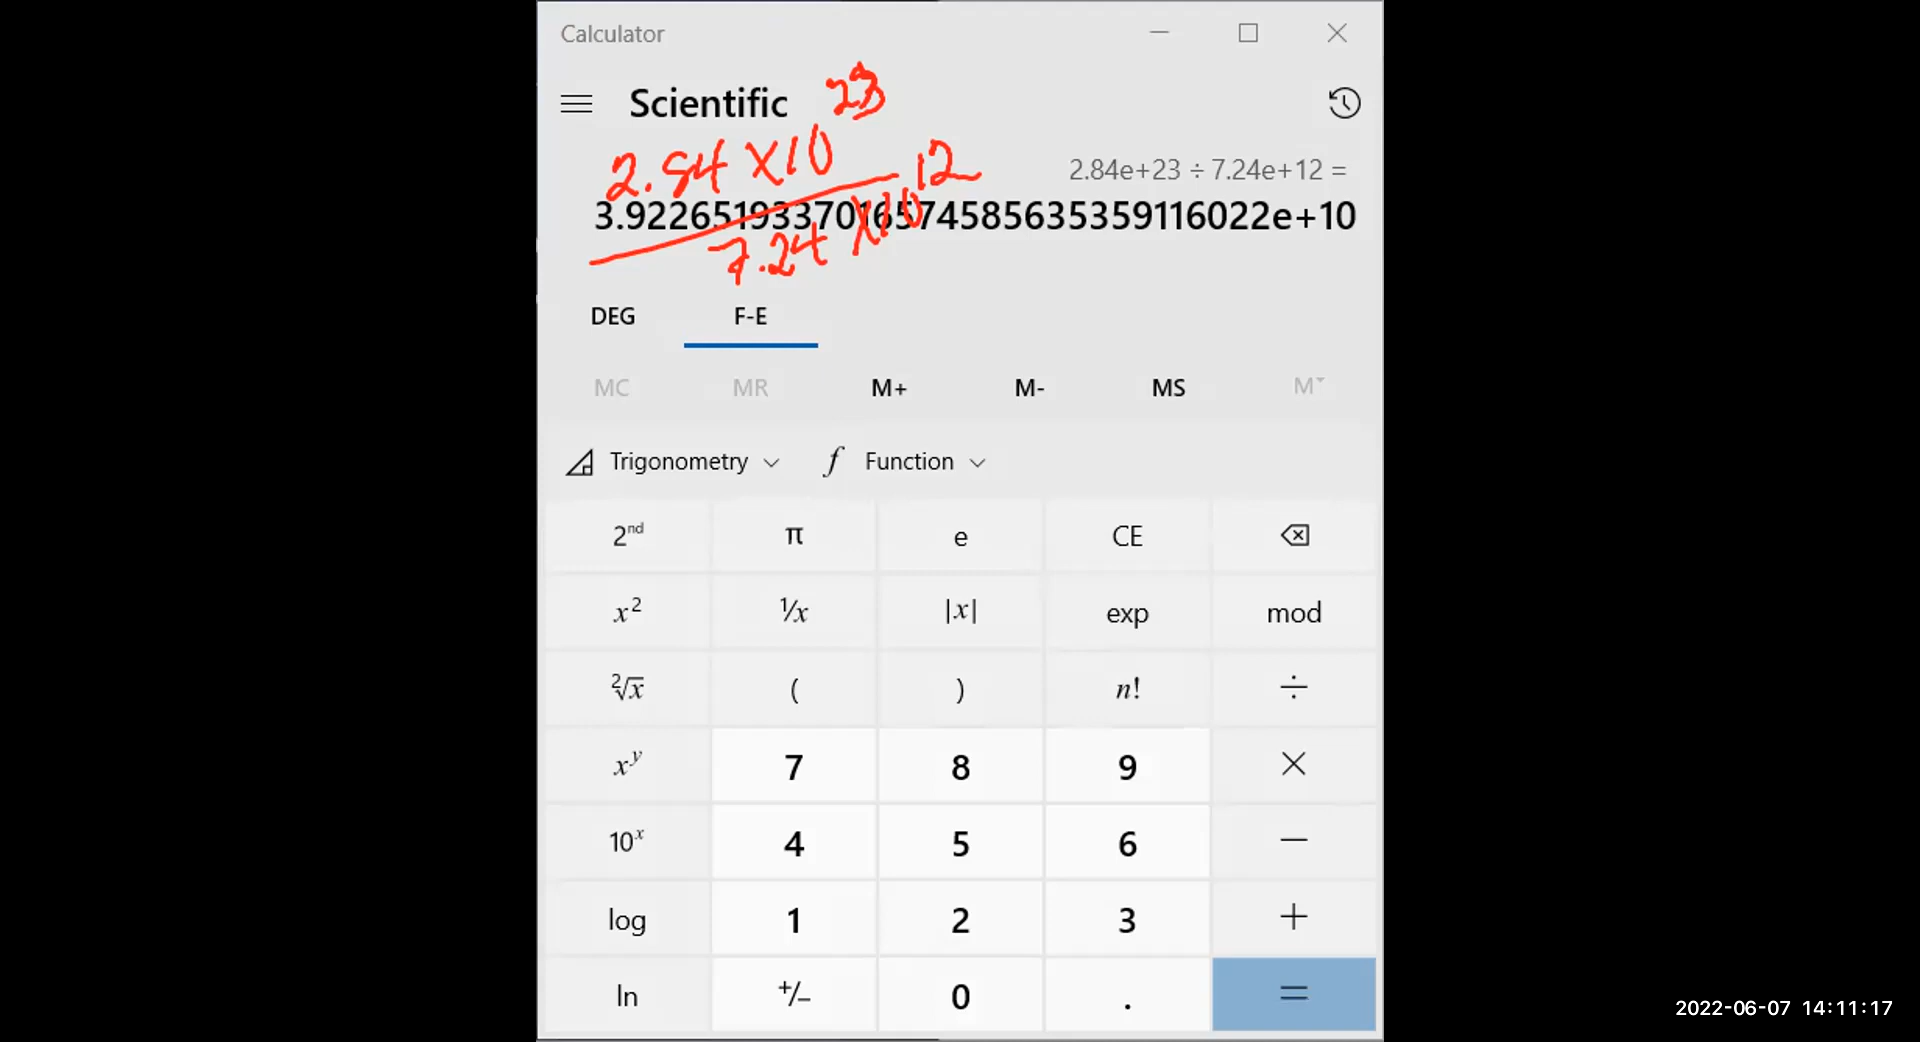 Calculator
Scientific
23
2.84 X10
12
2.84e+23 ÷ 7.24e+12 =
3.9226519337016574585635359116022e+10
7.24 X10
DEG F-E
MC MR M+ M- MS M˅
Trigonometry f Function
2ⁿᵈ π e CE
x² ¹/x |x| exp mod
²√x ( ) n! ÷
xʸ 7 8 9 ×
10ˣ 4 5 6 −
log 1 2 3 +
ln +/− 0 . =
2022-06-07 14:11:17